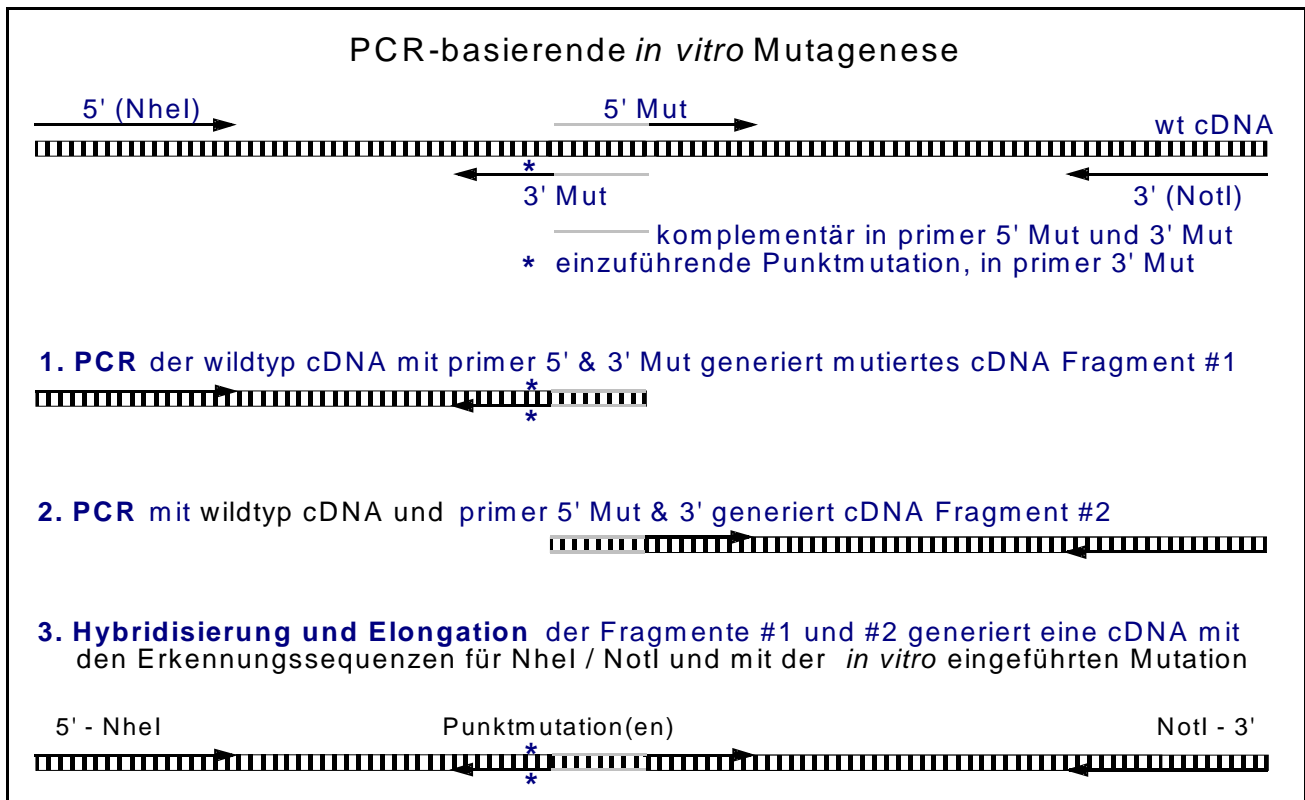 PCR-basierende in vitro Mutagenese
5' (NheI)
5' Mut
wt cDNA
*
3' Mut
3' (NotI)
komplementär in primer 5' Mut und 3' Mut
* einzuführende Punktmutation, in primer 3' Mut
1. PCR der wildtyp cDNA mit primer 5' & 3' Mut generiert mutiertes cDNA Fragment #1
*
*
2. PCR mit wildtyp cDNA und primer 5' Mut & 3' generiert cDNA Fragment #2
3. Hybridisierung und Elongation der Fragmente #1 und #2 generiert eine cDNA mit
den Erkennungssequenzen für NheI / NotI und mit der in vitro eingeführten Mutation
5' - NheI
Punktmutation(en)
NotI - 3'
*
*